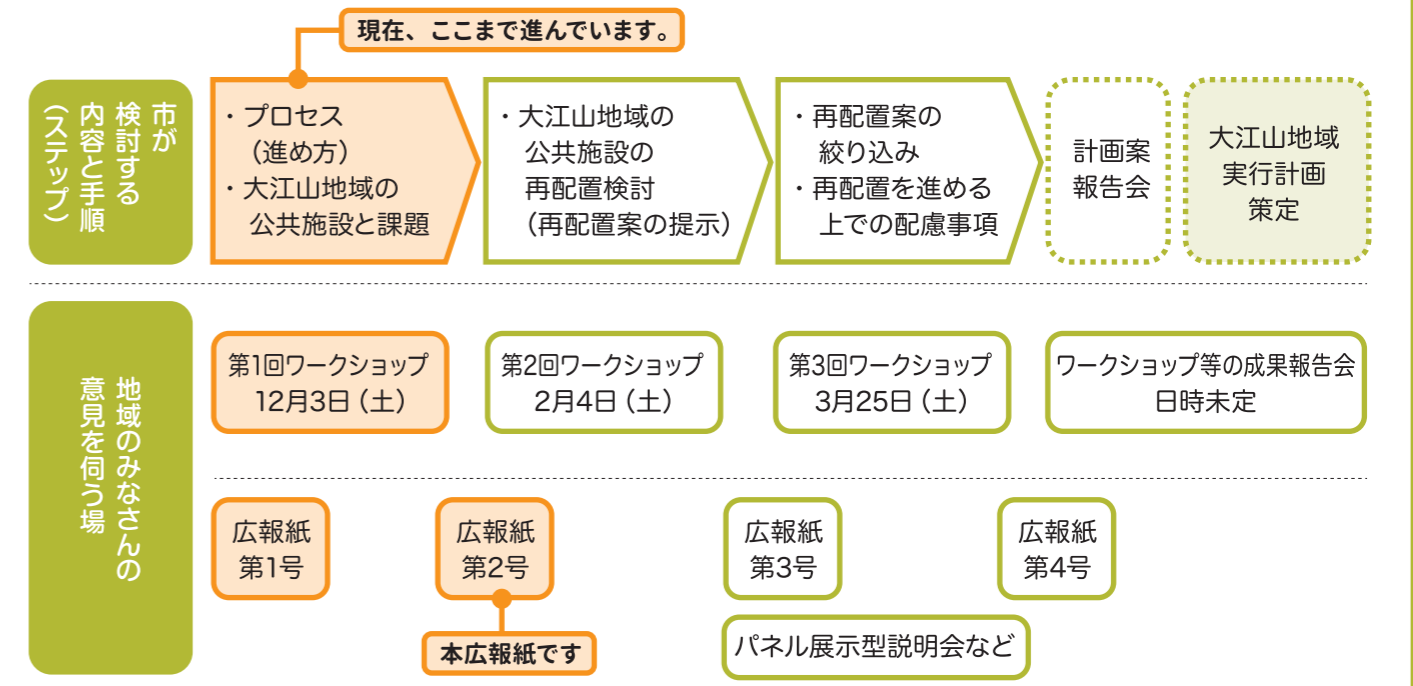 現在、ここまで進んでいます。
市が
検討する
内容と手順
（ステップ）
・プロセス
（進め方）
・大江山地域の
公共施設と課題
・大江山地域の
公共施設の
再配置検討
（再配置案の提示）
・再配置案の
絞り込み
・再配置を進める
上での配慮事項
計画案
報告会
大江山地域
実行計画
策定
地域のみなさんの
意見を伺う場
第1回ワークショップ
12月3日（土）
第2回ワークショップ
2月4日（土）
第3回ワークショップ
3月25日（土）
ワークショップ等の成果報告会
日時未定
広報紙
第1号
広報紙
第2号
本広報紙です
広報紙
第3号
広報紙
第4号
パネル展示型説明会など